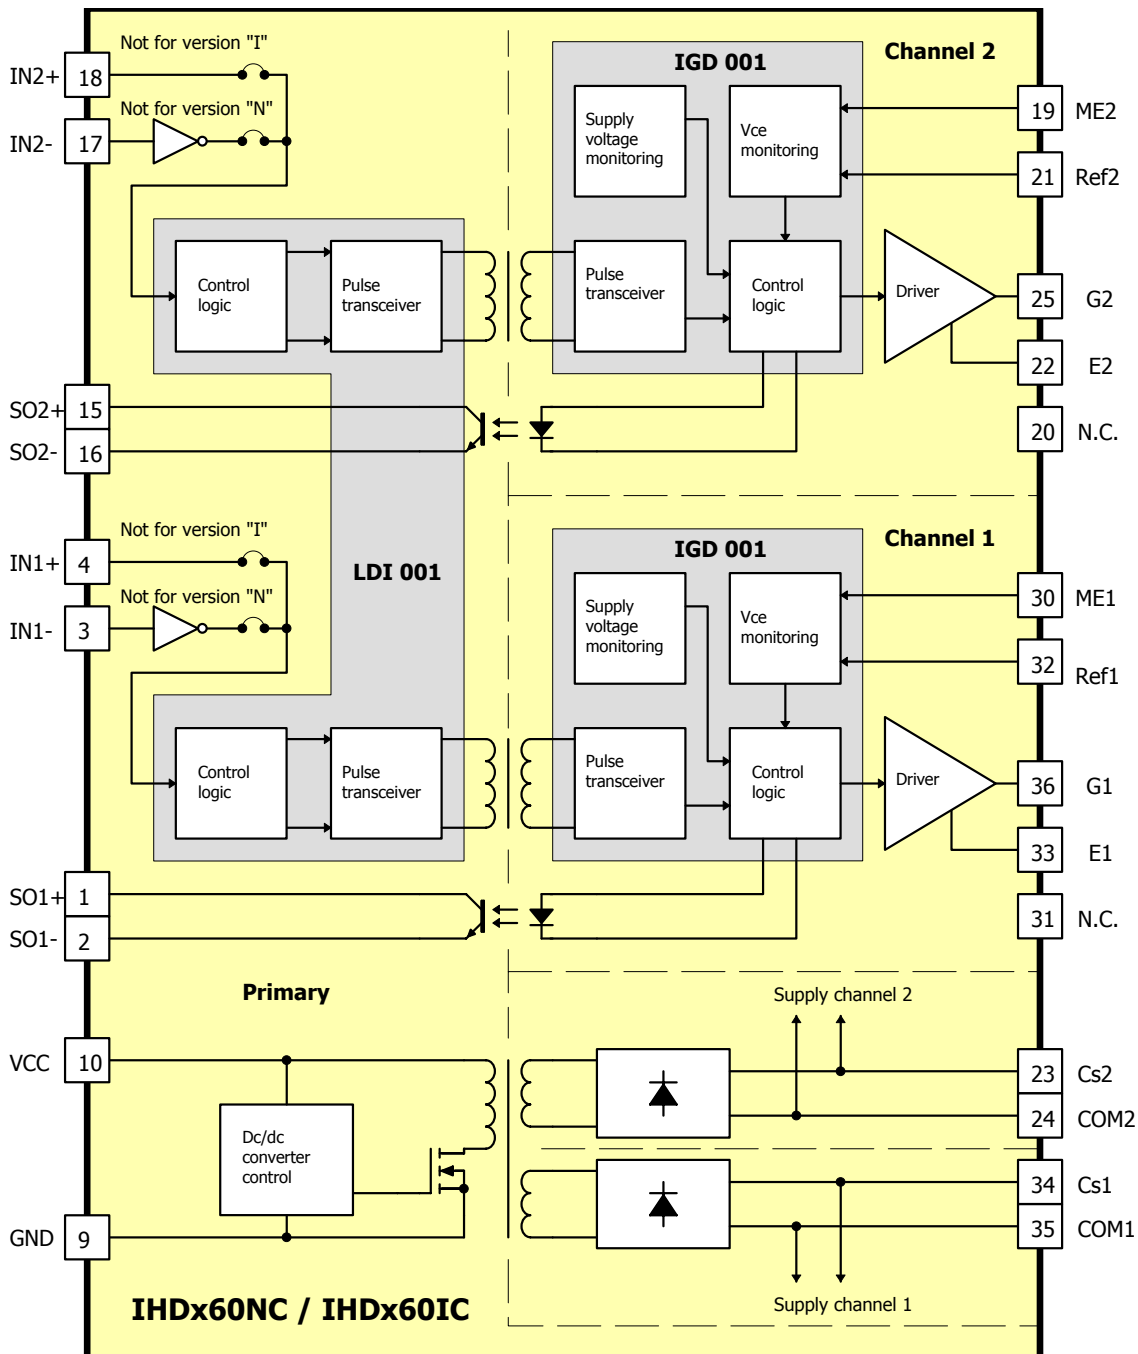 Not for version "I"
IN2+ 18
Not for version "N"
IN2- 17
Channel 2
IGD 001
Supply
voltage
monitoring
Vce
monitoring
19 ME2
21 Ref2
Control
logic
Pulse
transceiver
Pulse
transceiver
Control
logic
Driver
25 G2
22 E2
20 N.C.
SO2+ 15
SO2- 16
Not for version "I"
IN1+ 4
Not for version "N"
IN1- 3
LDI 001
Channel 1
IGD 001
Supply
voltage
monitoring
Vce
monitoring
30 ME1
32 Ref1
Control
logic
Pulse
transceiver
Pulse
transceiver
Control
logic
Driver
36 G1
33 E1
31 N.C.
SO1+ 1
SO1- 2
Primary
Supply channel 2
VCC 10
23 Cs2
24 COM2
Dc/dc
converter
control
34 Cs1
35 COM1
GND 9
Supply channel 1
IHDx60NC / IHDx60IC